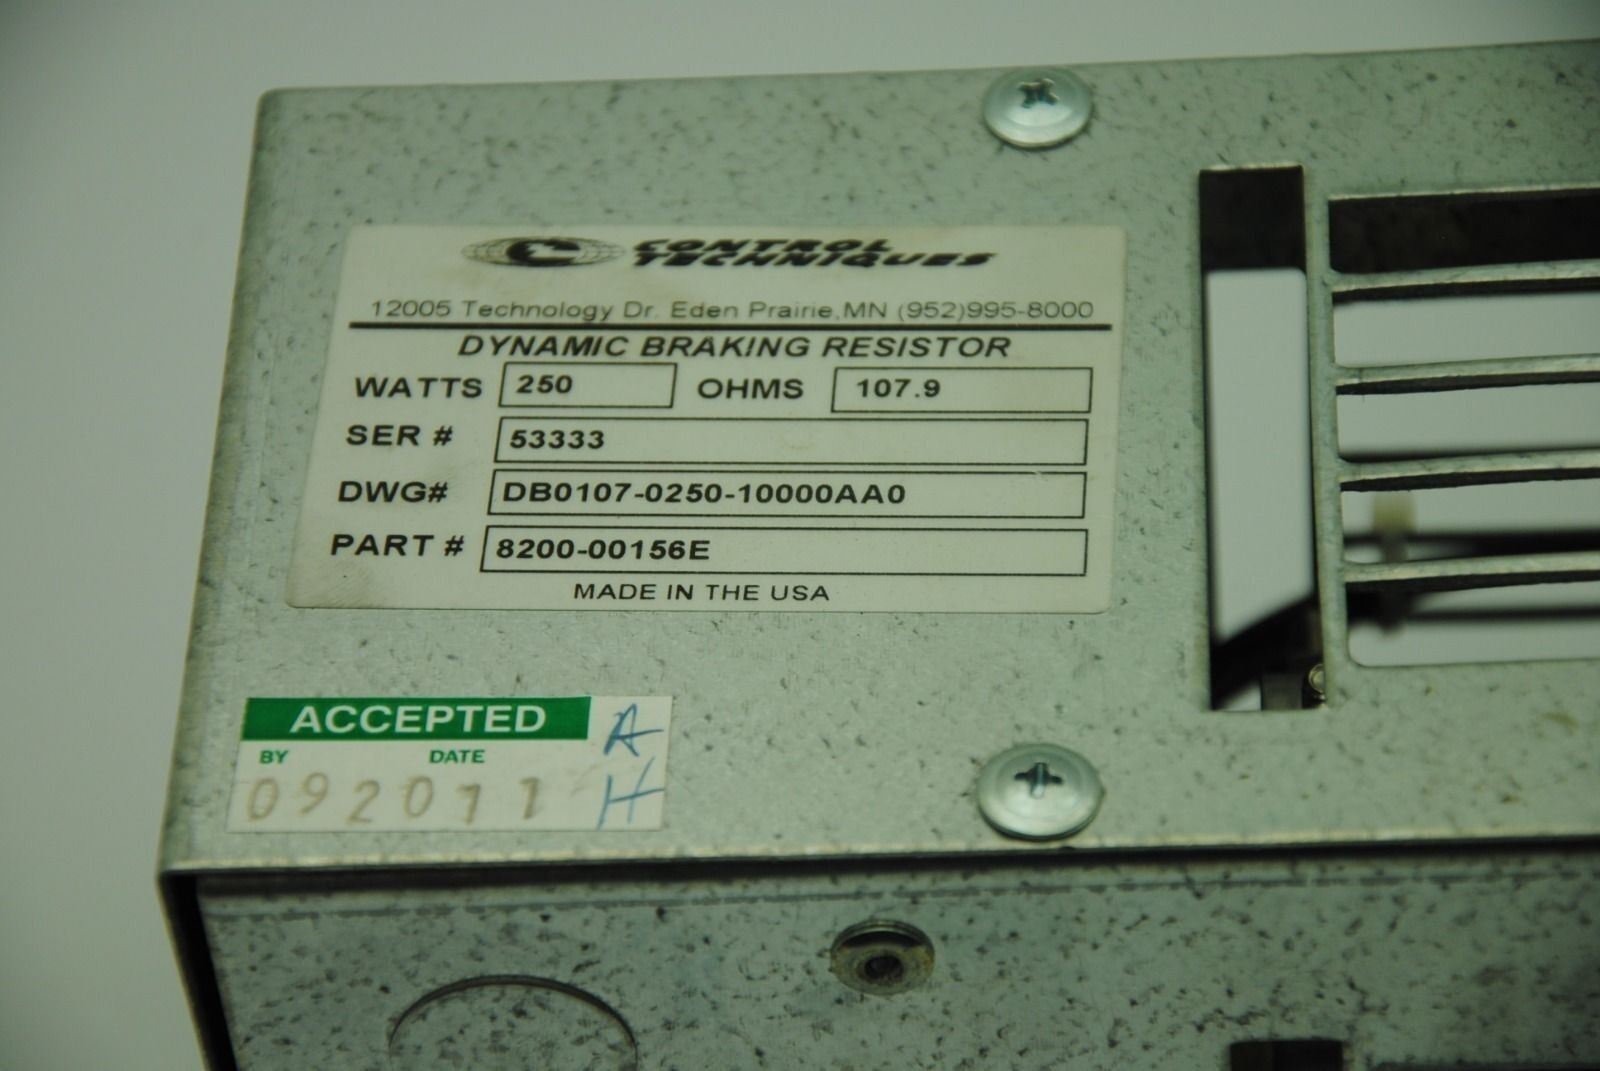 CONTROL
TECHNIQUES
12005 Technology Dr. Eden Prairie, MN (952)995-8000
DYNAMIC BRAKING RESISTOR
WATTS 250 OHMS 107.9
SER # 53333
DWG# DB0107-0250-10000AA0
PART # 8200-00156E
MADE IN THE USA
ACCEPTED A
BY DATE
092011 H